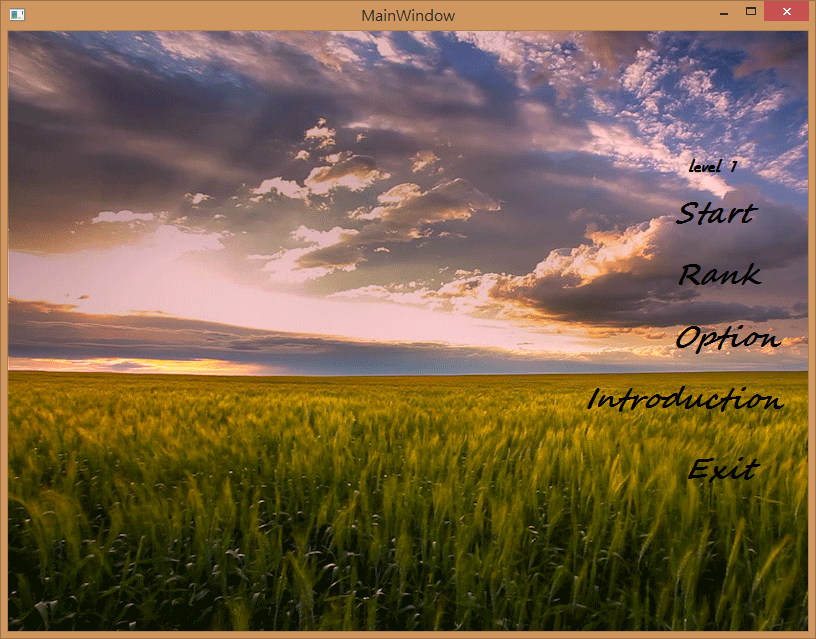 MainWindow
level 1
Start
Rank
Option
Introduction
Exit